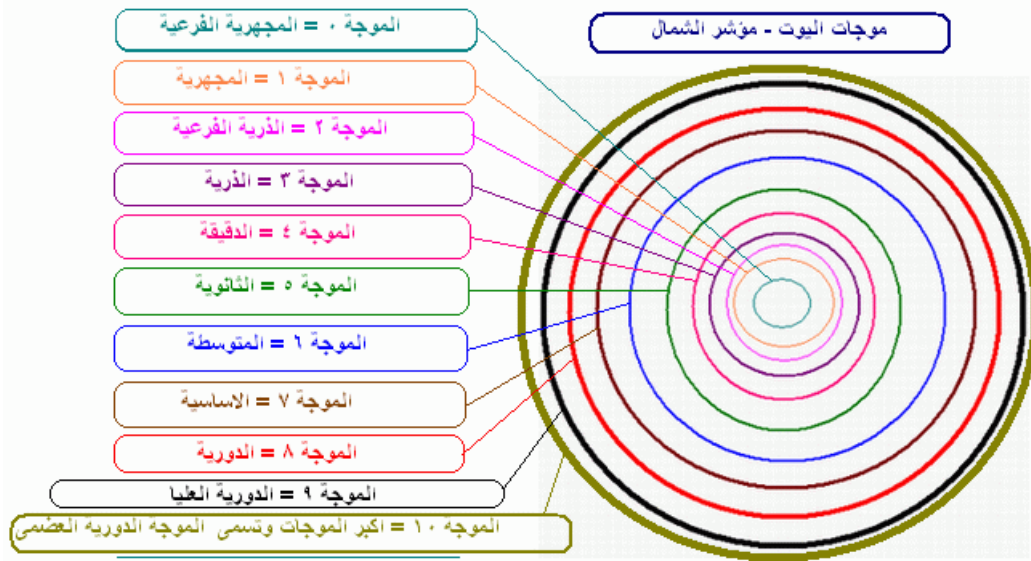 موجات اليوت - مؤشر الشمال
الموجة ٠ = المجهرية الفرعية
الموجة ١ = المجهرية
الموجة ٢ = الذرية الفرعية
الموجة ٣ = الذرية
الموجة ٤ = الدقيقة
الموجة ٥ = الثانوية
الموجة ٦ = المتوسطة
الموجة ٧ = الاساسية
الموجة ٨ = الدورية
الموجة ٩ = الدورية العليا
الموجة ١٠ = اكبر الموجات وتسمى الموجة الدورية العضمى